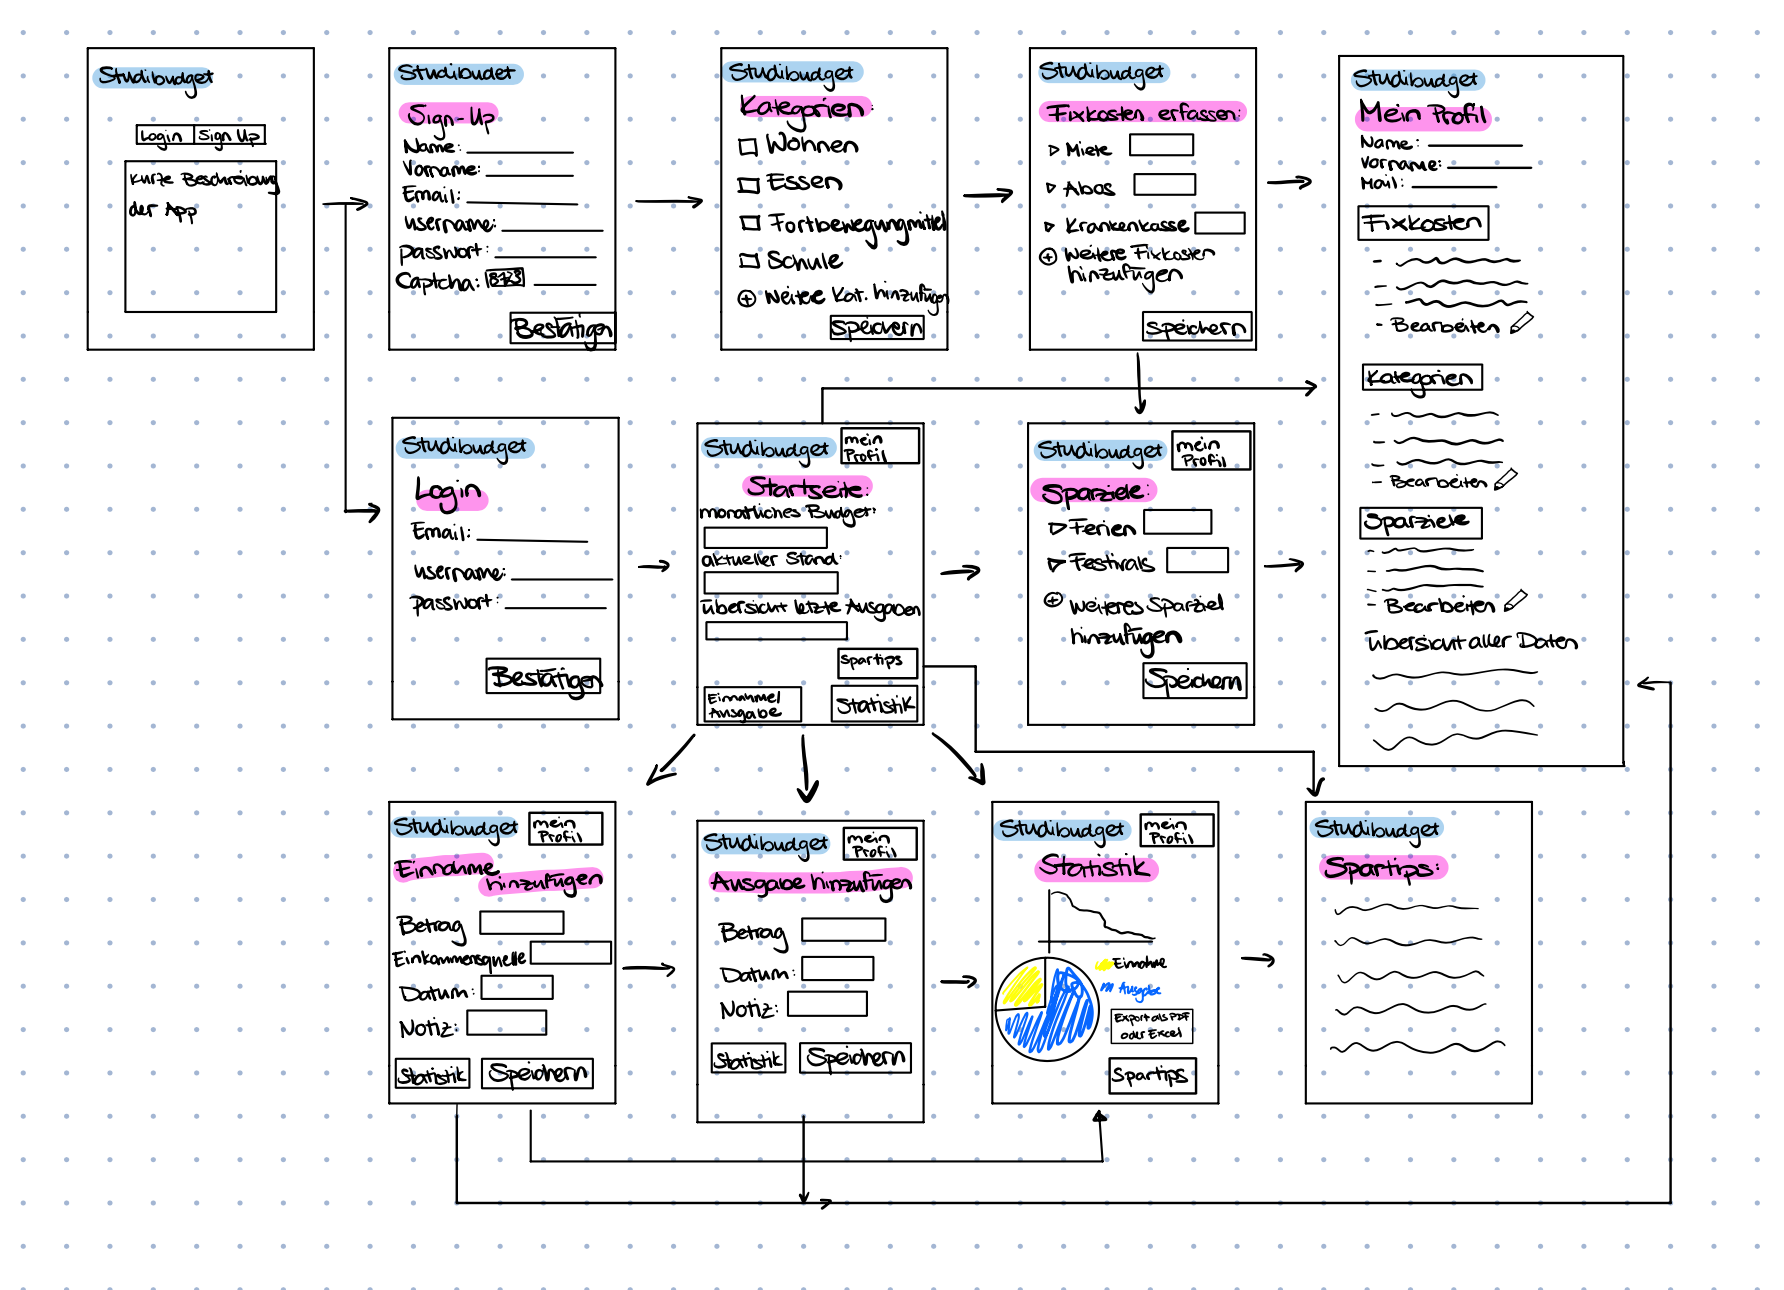 Studibudget
Login
Sign Up
Kurze Beschreibung
der App
Studibudet
Sign-Up
Name:
Vorname:
Email:
username:
passwort:
Captcha: 8723
Bestätigen
Studibudget
Kategorien:
Wohnen
Essen
Fortbewegungmittel
Schule
Weitee Kat. hinzufügen
Speichern
Studibudget
Fixkosten erfassen:
Miete
Abos
Krankenkasse
Weitere Fixkosten
hinzufügen
Speichern
Studibudget
Mein Profil
Name:
Vorname:
Mail:
Fixkosten
- Bearbeiten
Kategorien
- Bearbeiten
Sparziele
- Bearbeiten
Übersicht aller Daten
Studibudget
Login
Email:
username:
passwort:
Bestätigen
Studibudget
mein
Profil
Startseite:
monatliches Budget:
aktueller Stand:
übersicht letzte Ausgaben
Spartips
Einnahme/
Ausgabe
Statistik
Studibudget
mein
Profil
Sparziele:
Ferien
Festivals
Weiteres Sparziel
hinzufügen
Speichern
Studibudget
mein
Profil
Einnahme
hinzufügen
Betrag
Einkommensquelle
Datum:
Notiz:
Statistik
Speichern
Studibudget
mein
Profil
Ausgabe hinzufügen
Betrag
Datum:
Notiz:
Statistik
Speichern
Studibudget
mein
Profil
Statistik
Einnahme
Ausgabe
Export als PDF
oder Excel
Spartips
Studibudget
Spartips: